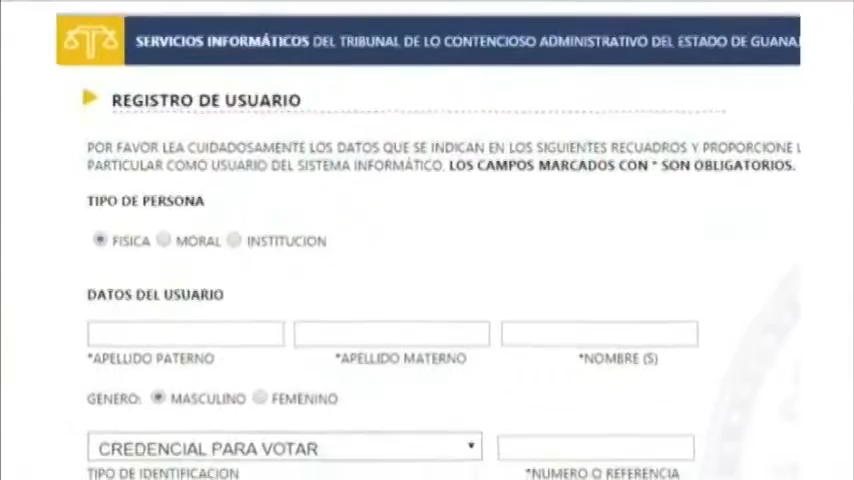 SERVICIOS INFORMÁTICOS DEL TRIBUNAL DE LO CONTENCIOSO ADMINISTRATIVO DEL ESTADO DE
REGISTRO DE USUARIO
POR FAVOR LEA CUIDADOSAMENTE LOS DATOS QUE SE INDICAN EN LOS SIGUIENTES RECUADROS Y PROPORCIONE
PARTICULAR COMO USUARIO DEL SISTEMA INFORMÁTICO. LOS CAMPOS MARCADOS CON * SON OBLIGATORIOS.
TIPO DE PERSONA
FISICA MORAL INSTITUCION
DATOS DEL USUARIO
*APELLIDO PATERNO *APELLIDO MATERNO *NOMBRE (S)
GENERO: MASCULINO FEMENINO
CREDENCIAL PARA VOTAR
TIPO DE IDENTIFICACION *NUMERO O REFERENCIA